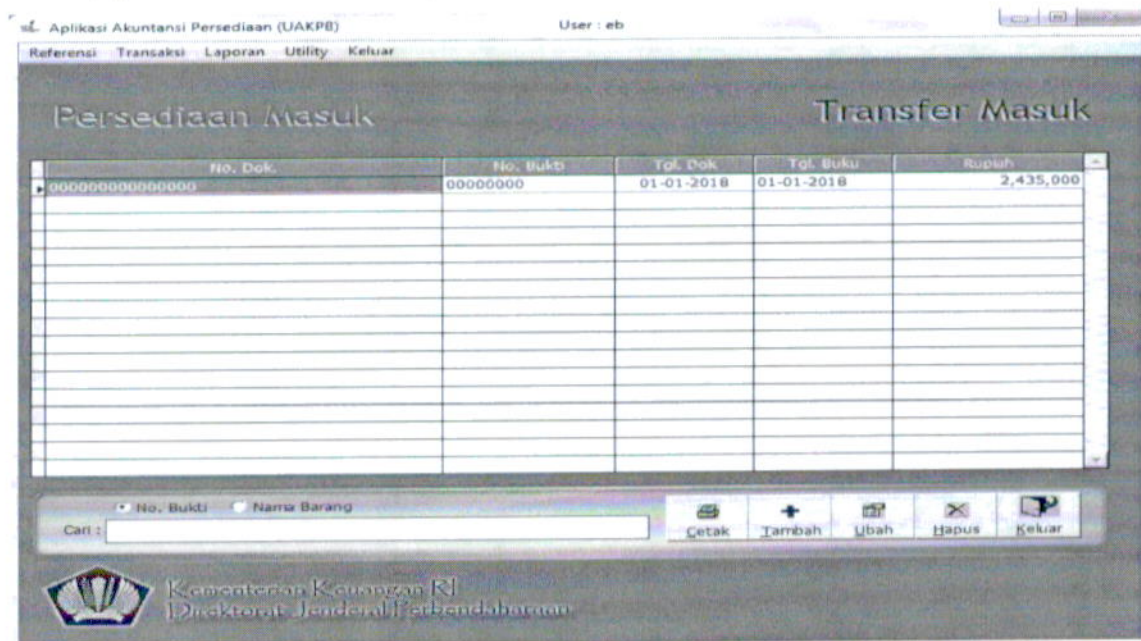 Aplikasi Akuntansi Persediaan (UAKPB) User : eb
Referensi Transaksi Laporan Utility Keluar
Persediaan Masuk Transfer Masuk
No. Dok. No. Bukti Tgl. Dok Tgl. Buku Rupiah
0000000000000000 00000000 01-01-2018 01-01-2018 2,435,000
No. Bukti Nama Barang
Cari :
Cetak Tambah Ubah Hapus Keluar
Kementerian Keuangan RI
Direktorat Jenderal Perbendaharaan